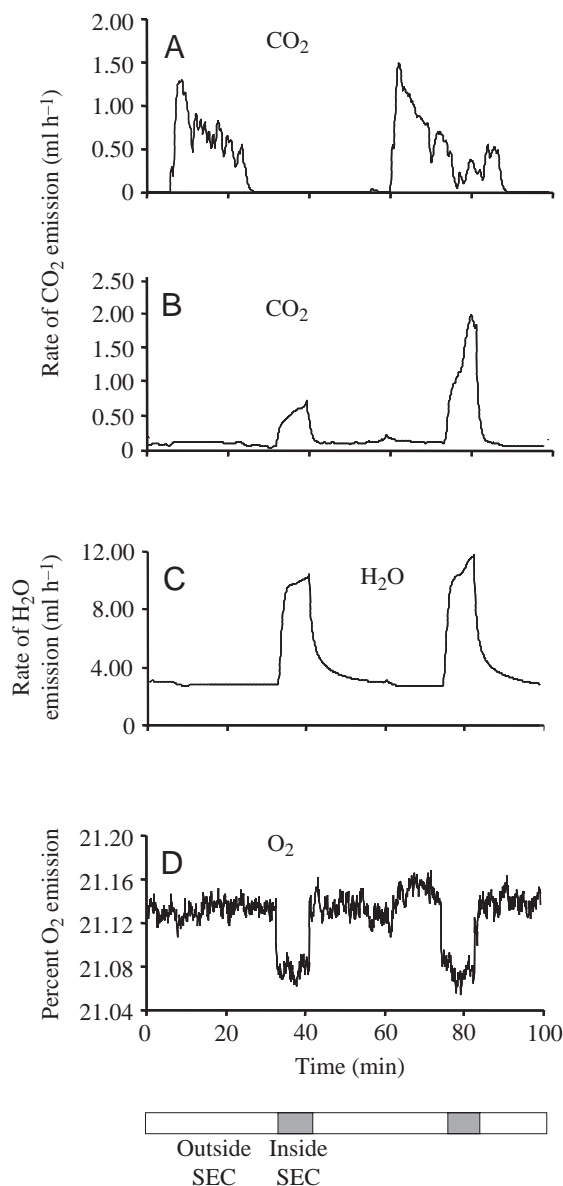 A
CO2
2.00
1.50
1.00
0.50
0
B
CO2
2.50
2.00
1.50
1.00
0.50
0
Rate of CO2 emission (ml h–1)
C
H2O
12.00
8.00
4.00
0
Rate of H2O
emission (ml h–1)
D
O2
21.20
21.16
21.12
21.08
21.04
Percent O2 emission
0 20 40 60 80 100
Time (min)
Outside Inside
SEC SEC